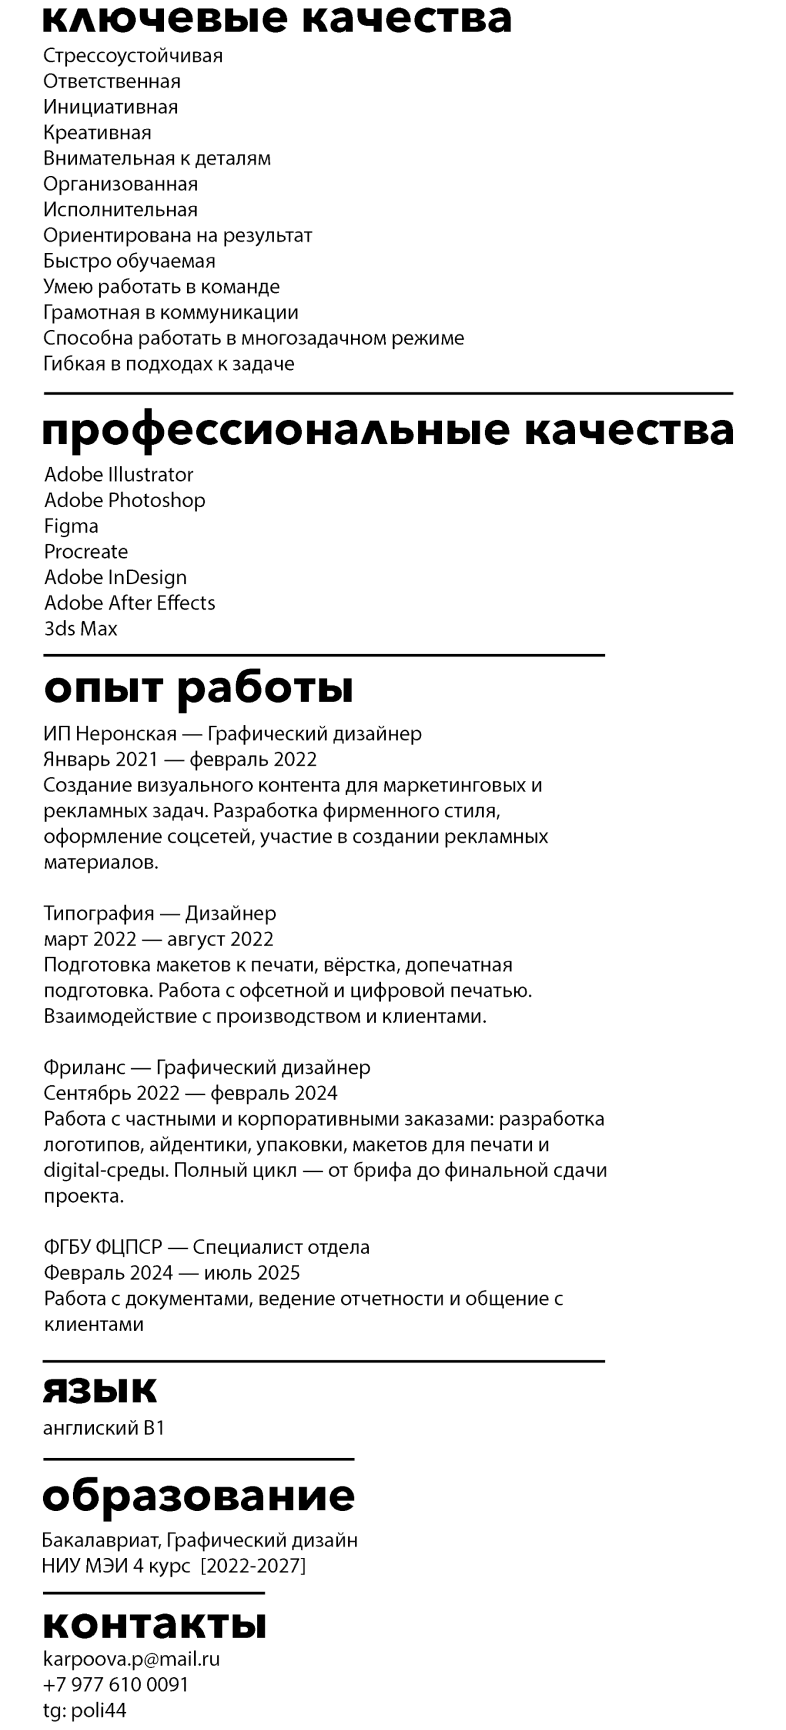 ключевые качества
Стрессоустойчивая
Ответственная
Инициативная
Креативная
Внимательная к деталям
Организованная
Исполнительная
Ориентирована на результат
Быстро обучаемая
Умею работать в команде
Грамотная в коммуникации
Способна работать в многозадачном режиме
Гибкая в подходах к задаче
профессиональные качества
Adobe Illustrator
Adobe Photoshop
Figma
Procreate
Adobe InDesign
Adobe After Effects
3ds Max
опыт работы
ИП Неронская — Графический дизайнер
Январь 2021 — февраль 2022
Создание визуального контента для маркетинговых и
рекламных задач. Разработка фирменного стиля,
оформление соцсетей, участие в создании рекламных
материалов.
Типография — Дизайнер
март 2022 — август 2022
Подготовка макетов к печати, вёрстка, допечатная
подготовка. Работа с офсетной и цифровой печатью.
Взаимодействие с производством и клиентами.
Фриланс — Графический дизайнер
Сентябрь 2022 — февраль 2024
Работа с частными и корпоративными заказами: разработка
логотипов, айдентики, упаковки, макетов для печати и
digital-среды. Полный цикл — от брифа до финальной сдачи
проекта.
ФГБУ ФЦПСР — Специалист отдела
Февраль 2024 — июль 2025
Работа с документами, ведение отчетности и общение с
клиентами
язык
англиский B1
образование
Бакалавриат, Графический дизайн
НИУ МЭИ 4 курс [2022-2027]
контакты
karpoova.p@mail.ru
+7 977 610 0091
tg: poli44